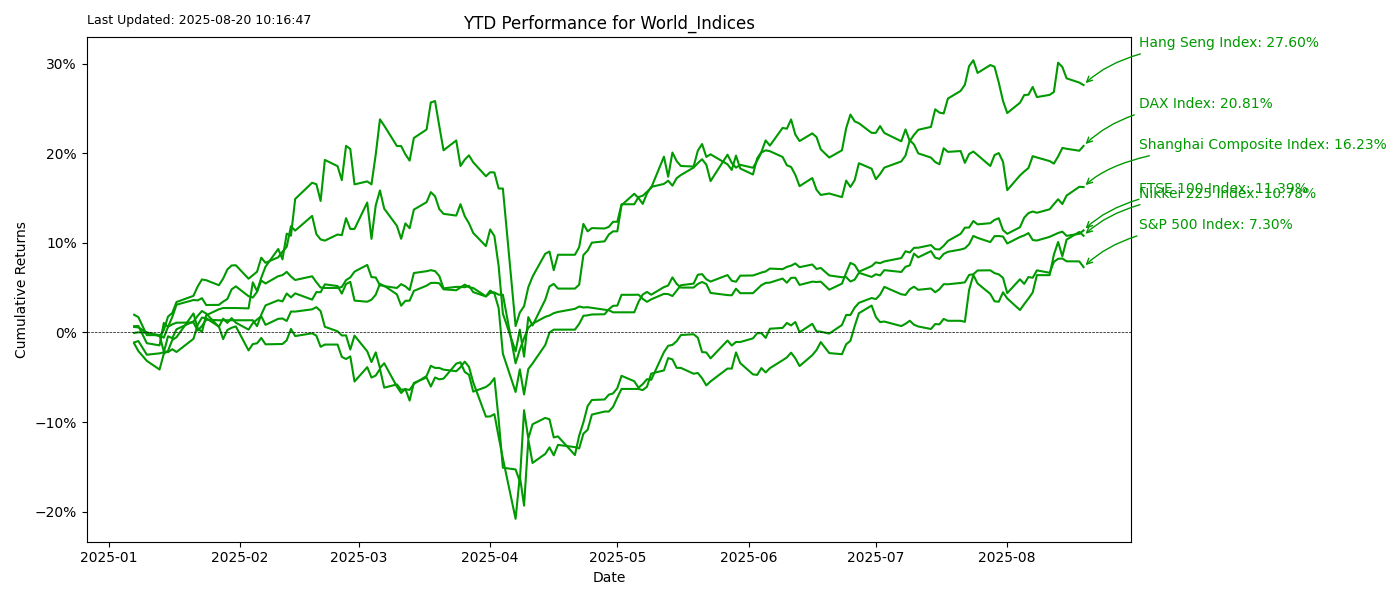 Last Updated: 2025-08-20 10:16:47
YTD Performance for World_Indices
Hang Seng Index: 27.60%
DAX Index: 20.81%
Shanghai Composite Index: 16.23%
FTSE 100 Index: 11.39%
Nikkei 225 Index: 10.78%
S&P 500 Index: 7.30%
Cumulative Returns
30%
20%
10%
0%
−10%
−20%
2025-01 2025-02 2025-03 2025-04 2025-05 2025-06 2025-07 2025-08
Date